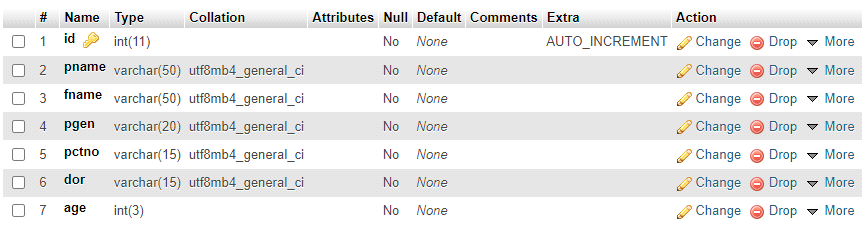 # Name Type Collation Attributes Null Default Comments Extra Action
1 id int(11) No None AUTO_INCREMENT Change Drop More
2 pname varchar(50) utf8mb4_general_ci No None Change Drop More
3 fname varchar(50) utf8mb4_general_ci No None Change Drop More
4 pgen varchar(20) utf8mb4_general_ci No None Change Drop More
5 pctno varchar(15) utf8mb4_general_ci No None Change Drop More
6 dor varchar(15) utf8mb4_general_ci No None Change Drop More
7 age int(3) No None Change Drop More